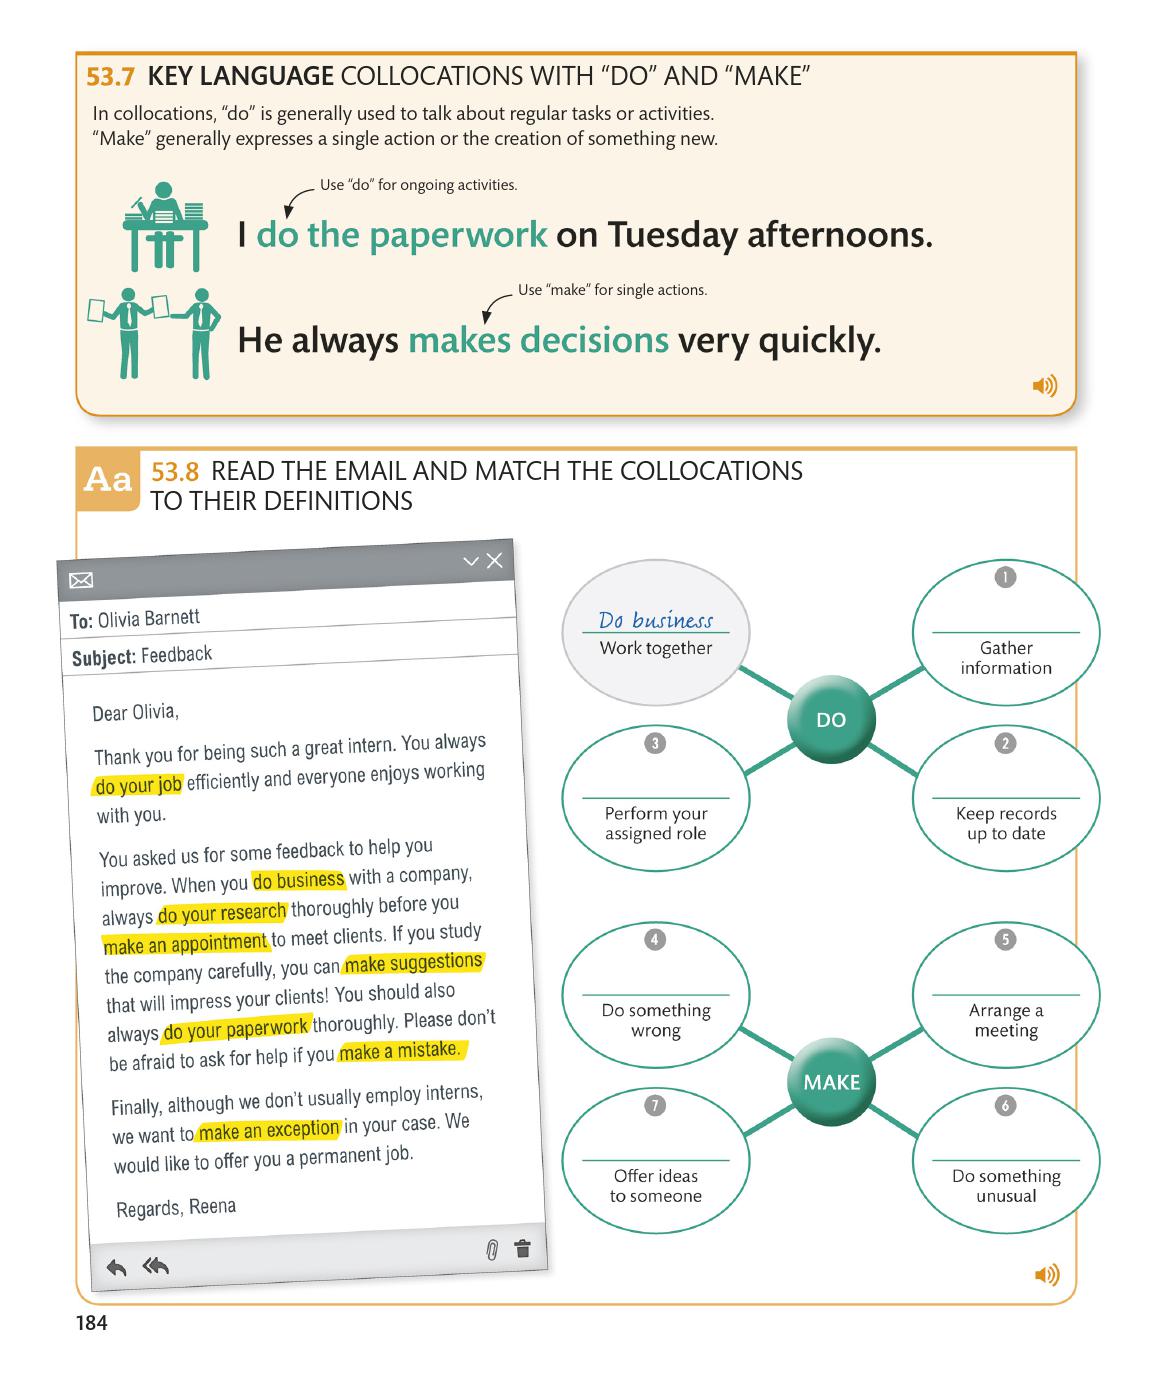 53.7 KEY LANGUAGE COLLOCATIONS WITH “DO” AND “MAKE”
In collocations, “do” is generally used to talk about regular tasks or activities.
“Make” generally expresses a single action or the creation of something new.
Use “do” for ongoing activities.
I do the paperwork on Tuesday afternoons.
Use “make” for single actions.
He always makes decisions very quickly.
Aa
53.8 READ THE EMAIL AND MATCH THE COLLOCATIONS
TO THEIR DEFINITIONS
To: Olivia Barnett
Subject: Feedback
Dear Olivia,
Thank you for being such a great intern. You always
do your job efficiently and everyone enjoys working
with you.
You asked us for some feedback to help you
improve. When you do business with a company,
always do your research thoroughly before you
make an appointment to meet clients. If you study
the company carefully, you can make suggestions
that will impress your clients! You should also
always do your paperwork thoroughly. Please don’t
be afraid to ask for help if you make a mistake.
Finally, although we don’t usually employ interns,
we want to make an exception in your case. We
would like to offer you a permanent job.
Regards, Reena
Do business
Work together
1
Gather
information
DO
3
Perform your
assigned role
2
Keep records
up to date
4
Do something
wrong
5
Arrange a
meeting
MAKE
7
Offer ideas
to someone
6
Do something
unusual
184